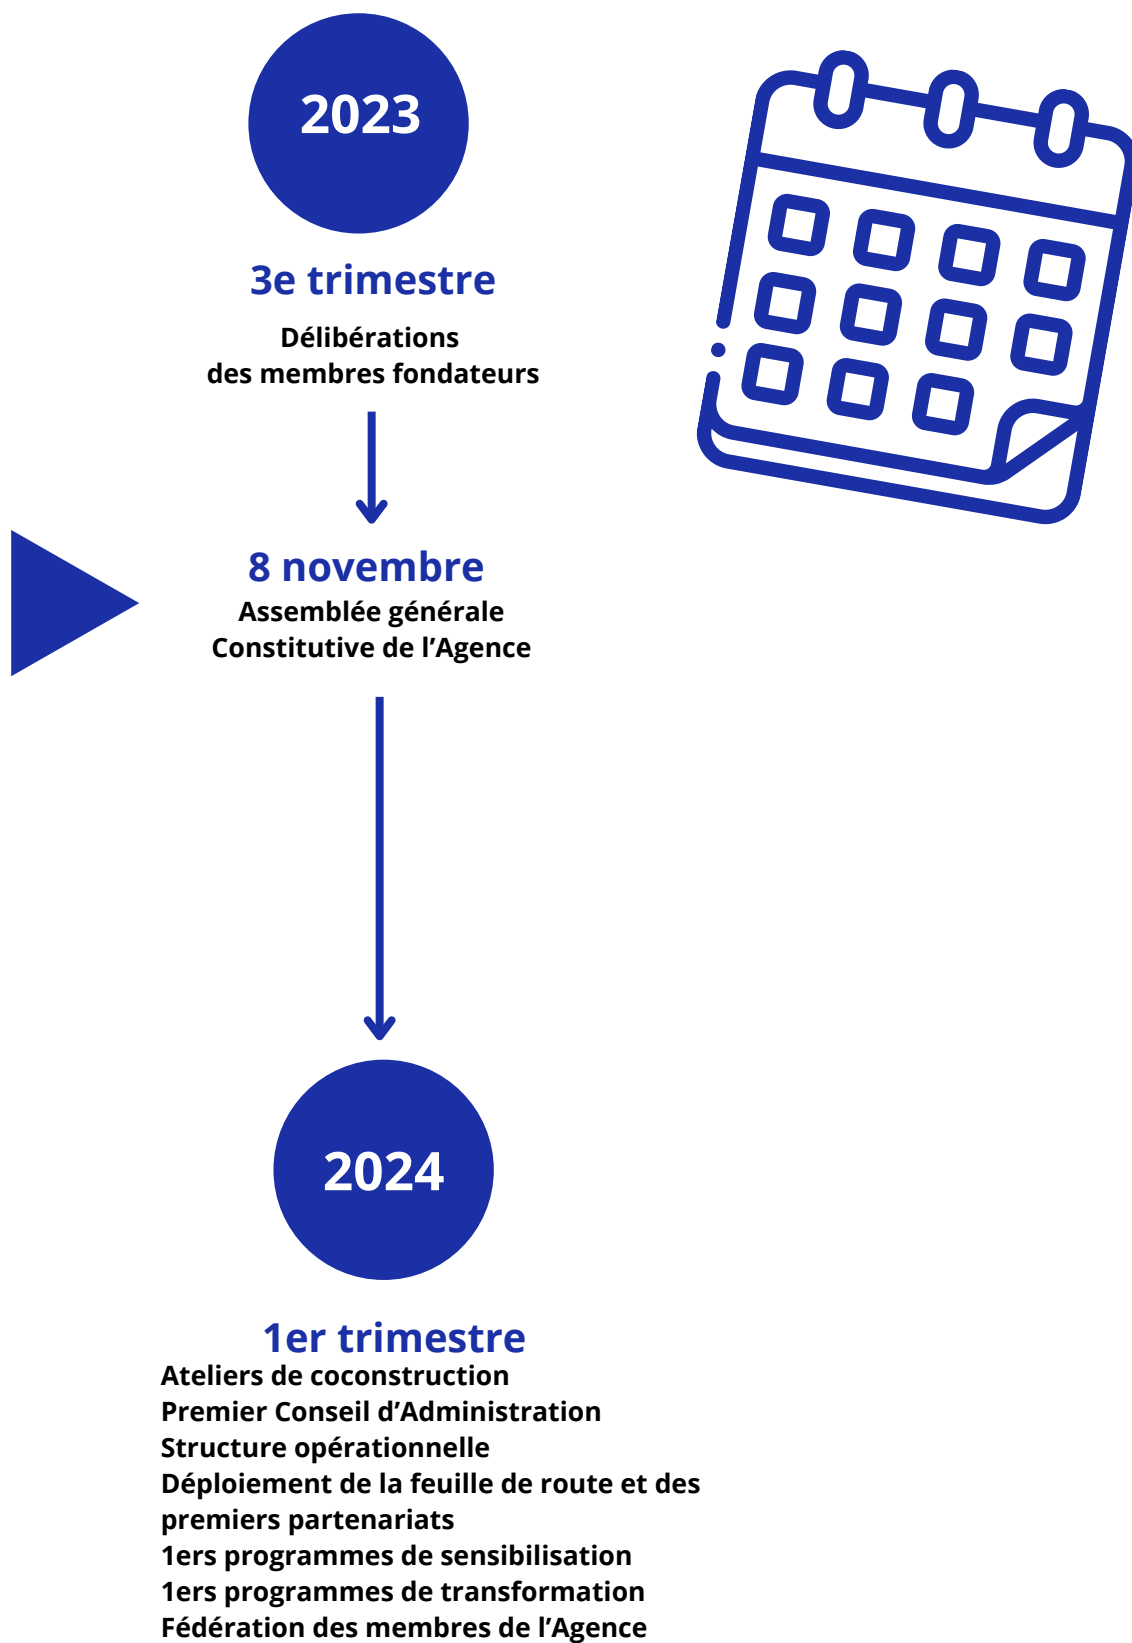 2023
3e trimestre
Délibérations
des membres fondateurs
8 novembre
Assemblée générale
Constitutive de l’Agence
2024
1er trimestre
Ateliers de coconstruction
Premier Conseil d’Administration
Structure opérationnelle
Déploiement de la feuille de route et des
premiers partenariats
1ers programmes de sensibilisation
1ers programmes de transformation
Fédération des membres de l’Agence